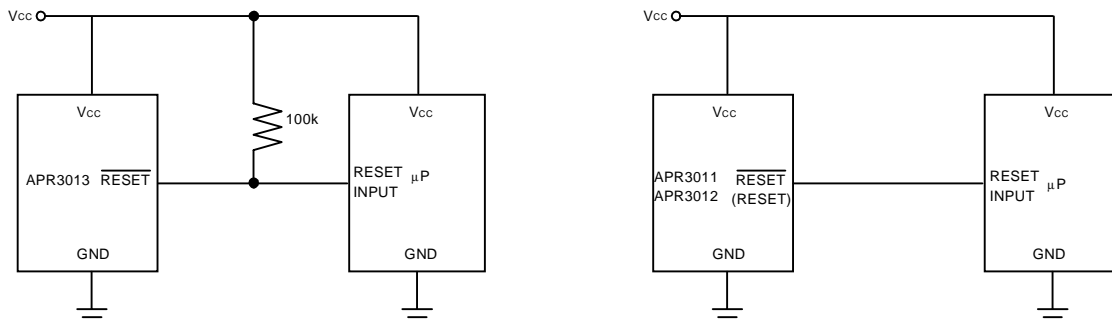 Vcc
Vcc
100k
Vcc
APR3013 RESET
RESET
INPUT
μP
GND
GND
Vcc
Vcc
Vcc
APR3011
APR3012
RESET
(RESET)
RESET
INPUT
μP
GND
GND